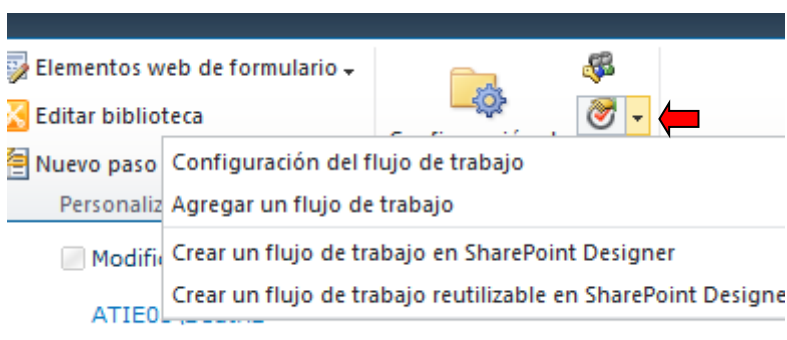 Elementos web de formulario
Editar biblioteca
Nuevo paso
Configuración del flujo de trabajo
Personaliz
Agregar un flujo de trabajo
Modifi
Crear un flujo de trabajo en SharePoint Designer
Crear un flujo de trabajo reutilizable en SharePoint Designe